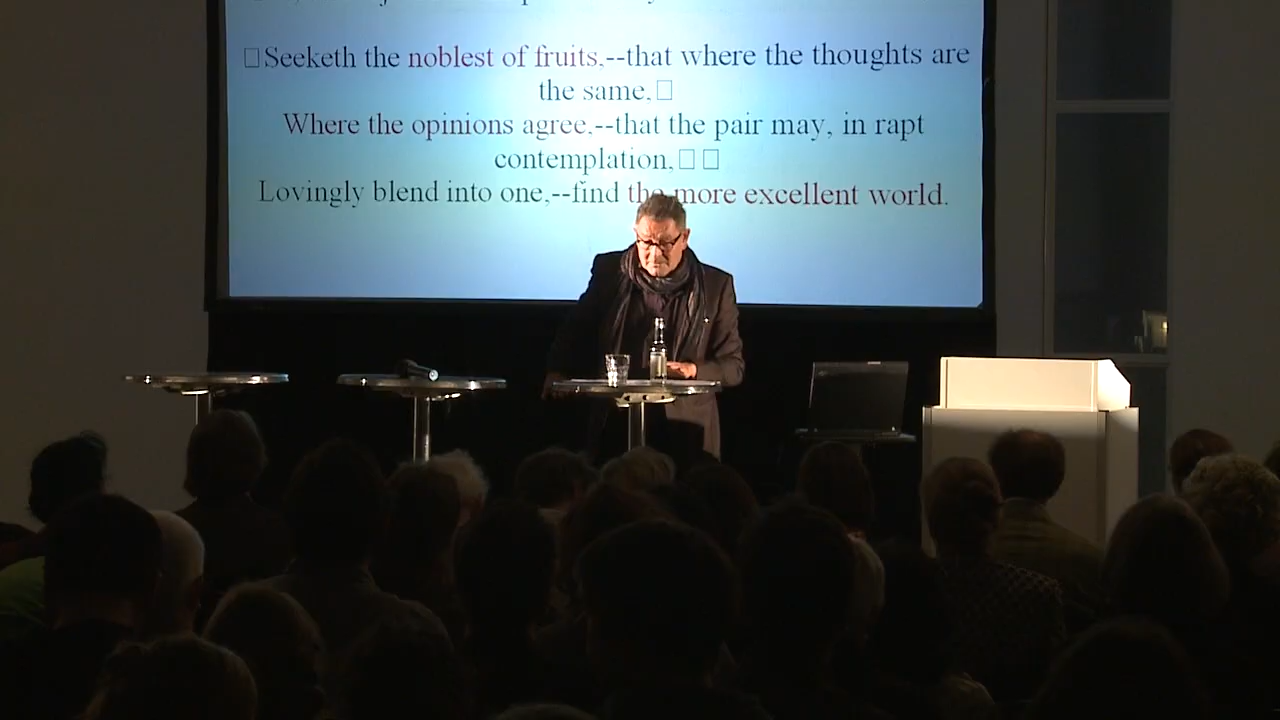 □Seeketh the noblest of fruits,--that where the thoughts are
the same,□
Where the opinions agree,--that the pair may, in rapt
contemplation,□□
Lovingly blend into one,--find the more excellent world.